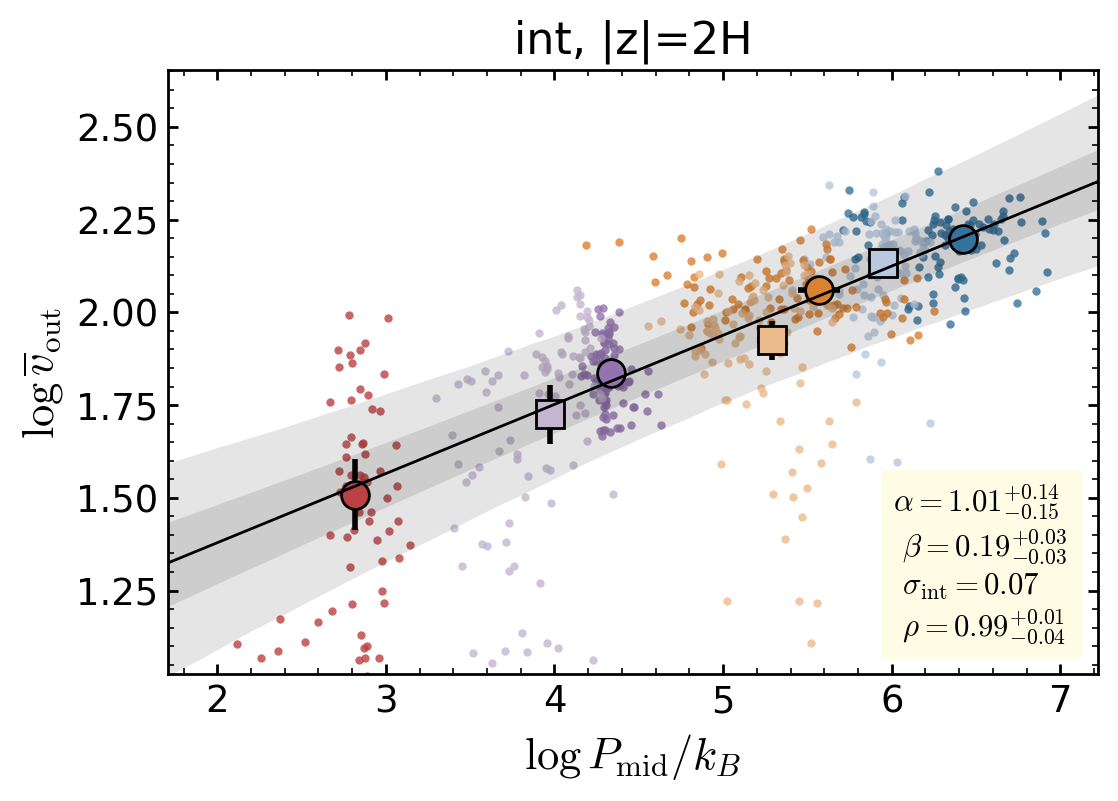 int, |z|=2H
log v̅_out
2.50
2.25
2.00
1.75
1.50
1.25
α = 1.01^{+0.14}_{−0.15}
β = 0.19^{+0.03}_{−0.03}
σ_int = 0.07
ρ = 0.99^{+0.01}_{−0.04}
2 3 4 5 6 7
log P_mid/k_B